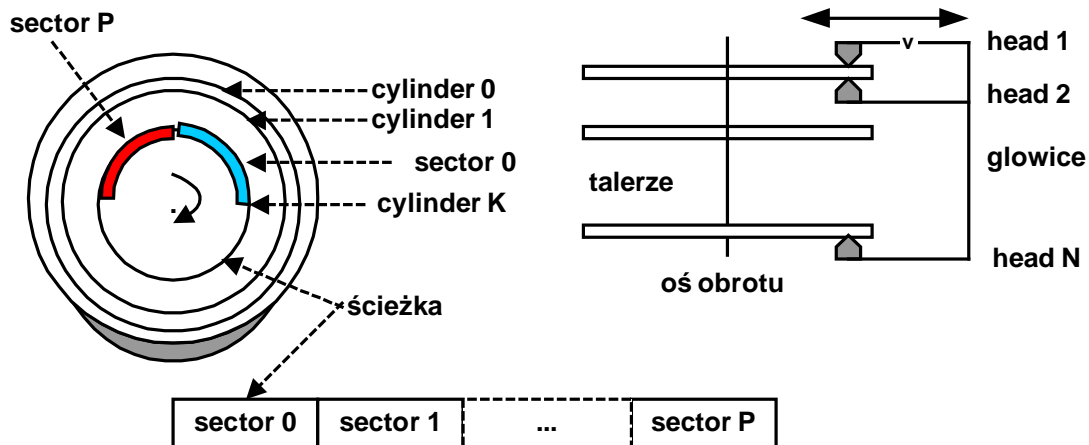 sector P
cylinder 0
cylinder 1
sector 0
cylinder K
ścieżka
v
head 1
head 2
glowice
talerze
head N
oś obrotu
sector 0 sector 1 ... sector P